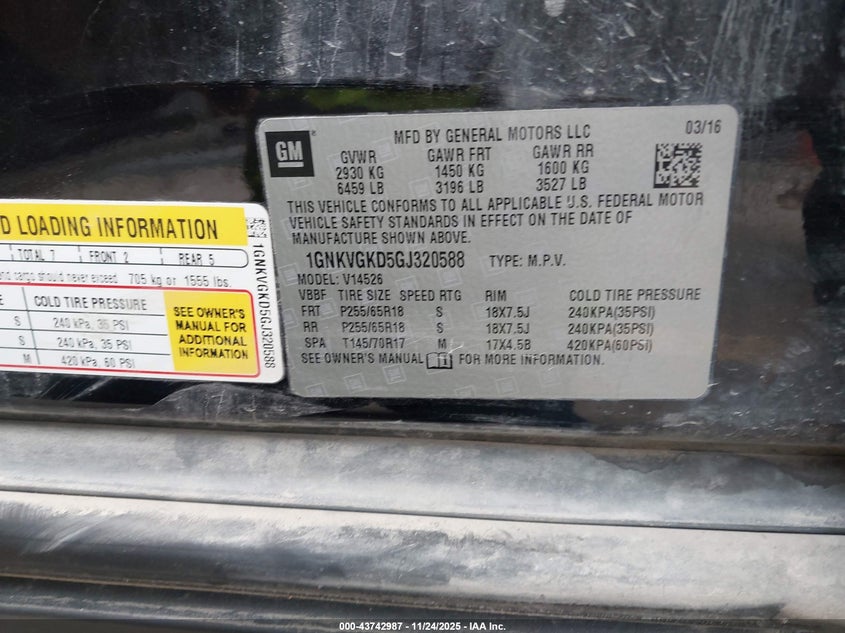 D LOADING INFORMATION
TOTAL 7 FRONT 2 REAR 5
and cargo should never exceed 705 kg or 1555 lbs.
COLD TIRE PRESSURE
S 240 kPa, 35 PSI
S 240 kPa, 35 PSI
M 420 kPa, 60 PSI
SEE OWNER'S
MANUAL FOR
ADDITIONAL
INFORMATION
1GNKVGKD5GJ320588
GM
MFD BY GENERAL MOTORS LLC 03/16
GVWR GAWR FRT GAWR RR
2930 KG 1450 KG 1600 KG
6459 LB 3196 LB 3527 LB
THIS VEHICLE CONFORMS TO ALL APPLICABLE U.S. FEDERAL MOTOR
VEHICLE SAFETY STANDARDS IN EFFECT ON THE DATE OF
MANUFACTURE SHOWN ABOVE.
1GNKVGKD5GJ320588 TYPE: M.P.V.
MODEL: V14526
VBBF TIRE SIZE SPEED RTG RIM COLD TIRE PRESSURE
FRT P255/65R18 S 18X7.5J 240KPA(35PSI)
RR P255/65R18 S 18X7.5J 240KPA(35PSI)
SPA T145/70R17 M 17X4.5B 420KPA(60PSI)
SEE OWNER'S MANUAL FOR MORE INFORMATION.
000-43742987 - 11/24/2025 - IAA Inc.